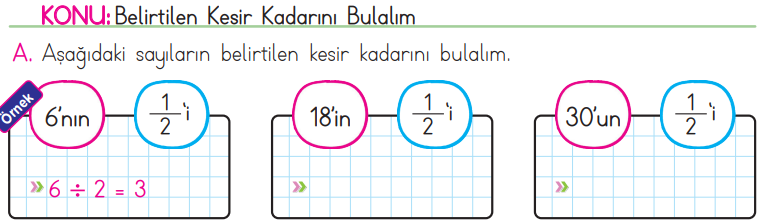 KONU: Belirtilen Kesir Kadarını Bulalım
A. Aşağıdaki sayıların belirtilen kesir kadarını bulalım.
Örnek
6'nın 1/2 'i
» 6 ÷ 2 = 3
18'in 1/2 'i
»
30'un 1/2 'i
»